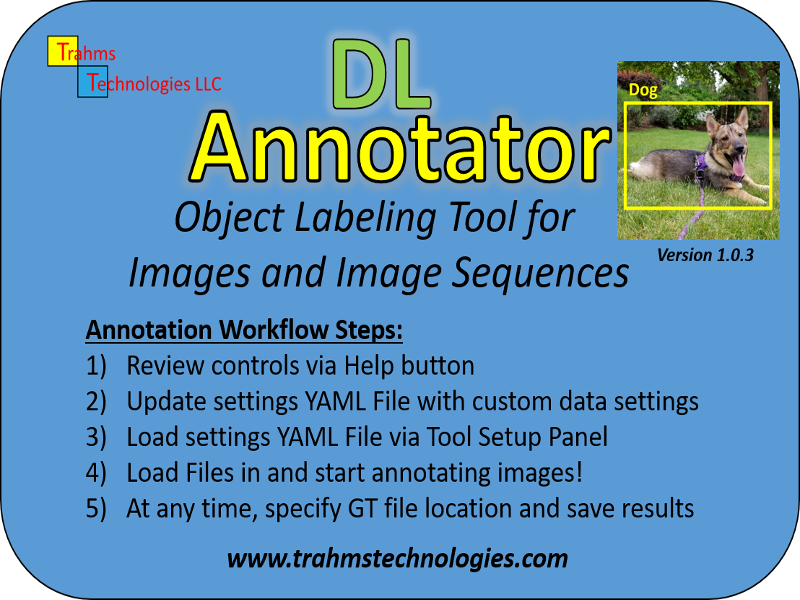 Trahms
Technologies LLC
DL
Annotator
Dog
Object Labeling Tool for
Images and Image Sequences
Version 1.0.3
Annotation Workflow Steps:
1) Review controls via Help button
2) Update settings YAML File with custom data settings
3) Load settings YAML File via Tool Setup Panel
4) Load Files in and start annotating images!
5) At any time, specify GT file location and save results
www.trahmstechnologies.com